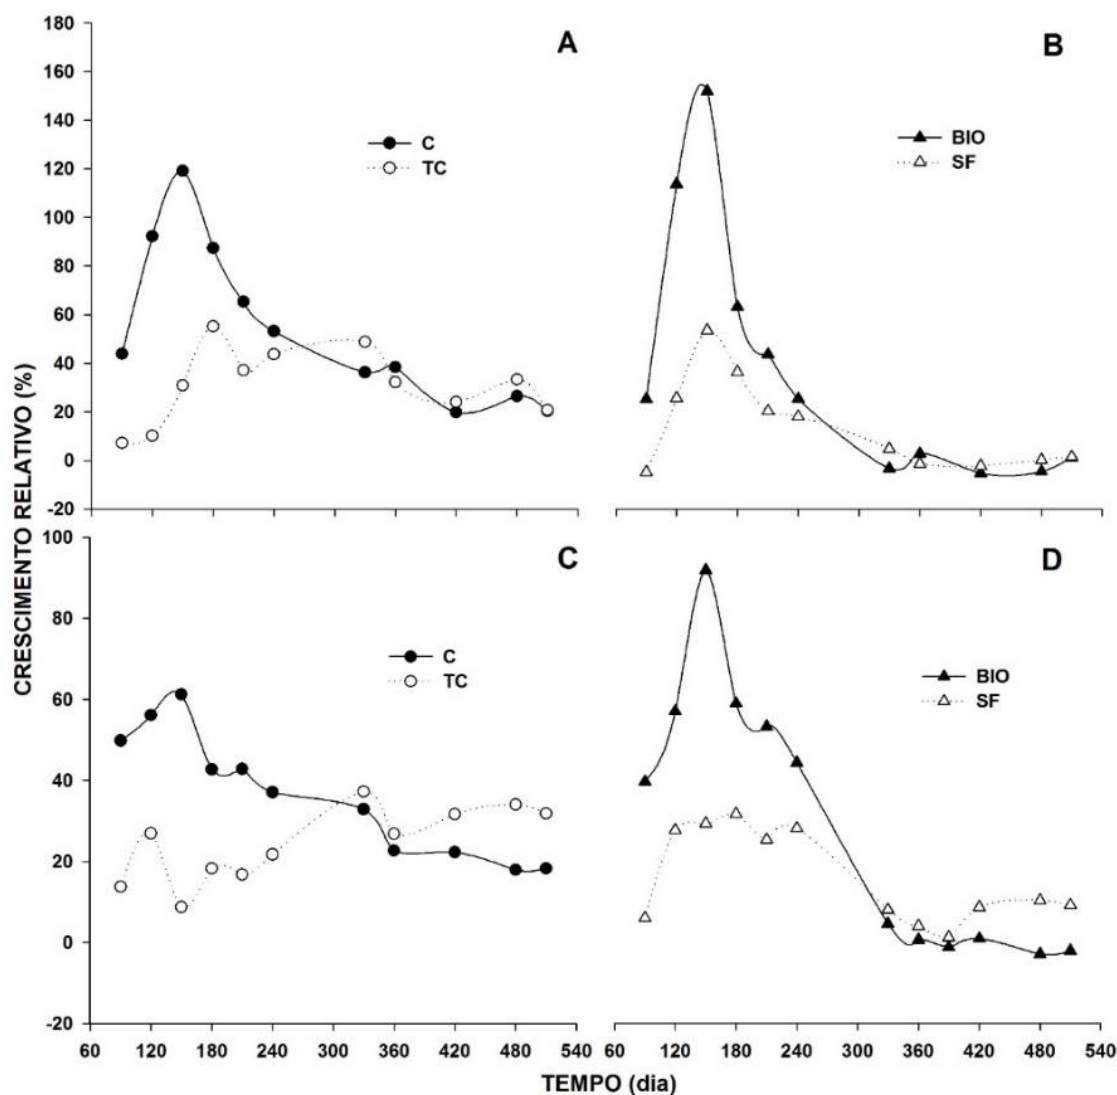 180
160
140
120
100
80
60
40
20
0
-20
A
C
TC
B
BIO
SF
CRESCIMENTO RELATIVO (%)
100
80
60
40
20
0
-20
C
C
TC
D
BIO
SF
60 120 180 240 300 360 420 480 540 60 120 180 240 300 360 420 480 540
TEMPO (dia)